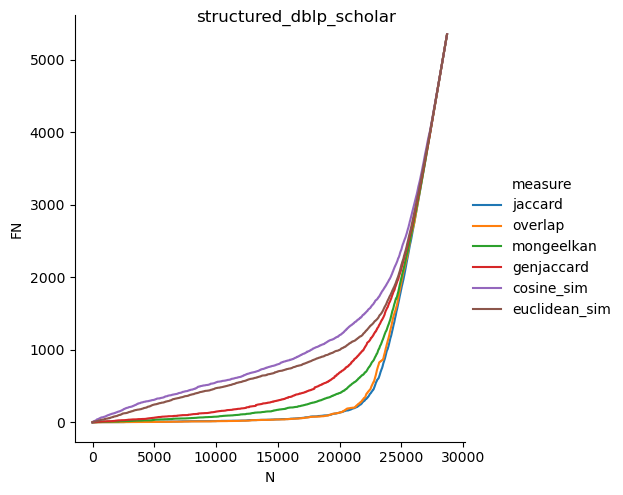 structured_dblp_scholar
5000
4000
3000
2000
1000
0
FN
0
5000
10000
15000
20000
25000
30000
N
measure
jaccard
overlap
mongeelkan
genjaccard
cosine_sim
euclidean_sim